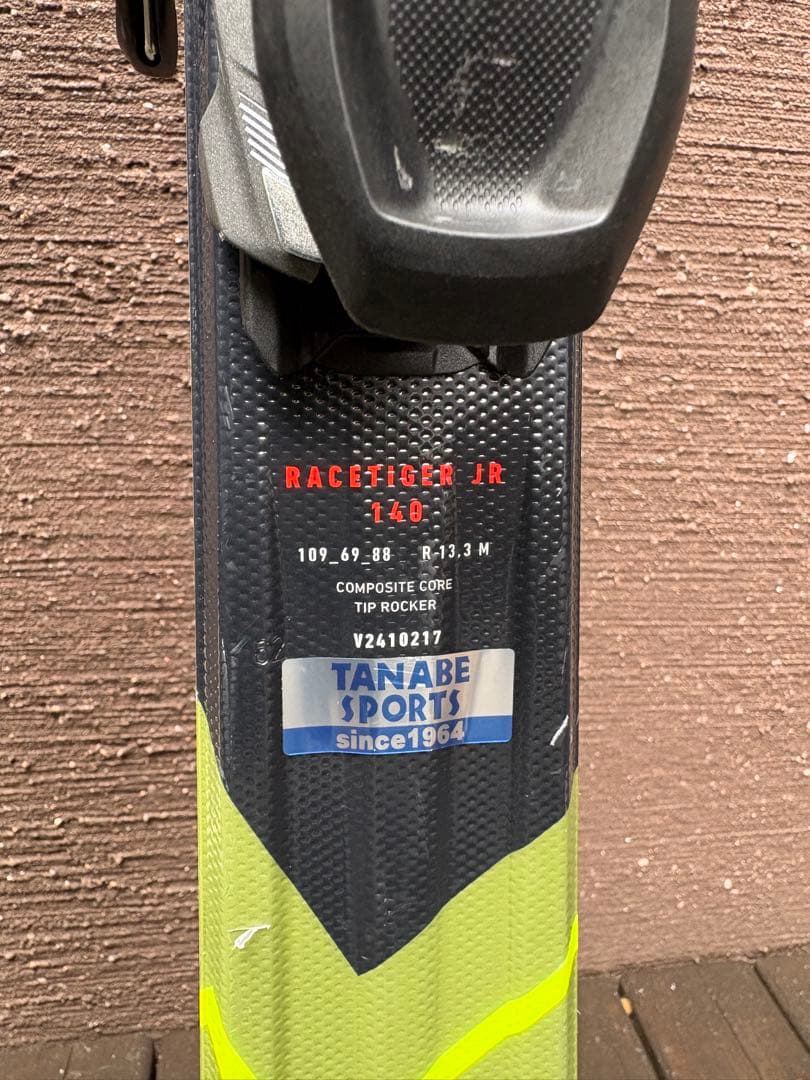 RACETIGER JR
140
109_69_88 R-13,3 M
COMPOSITE CORE
TIP ROCKER
V2410217
TANABE
SPORTS
since1964